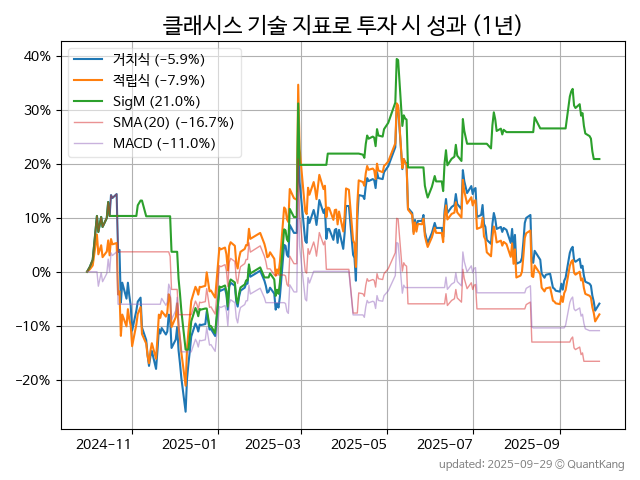 클래시스 기술 지표로 투자 시 성과 (1년)
40%
30%
20%
10%
0%
−10%
−20%
거치식 (−5.9%)
적립식 (−7.9%)
SigM (21.0%)
SMA(20) (−16.7%)
MACD (−11.0%)
2024-11
2025-01
2025-03
2025-05
2025-07
2025-09
updated: 2025-09-29 © QuantKang